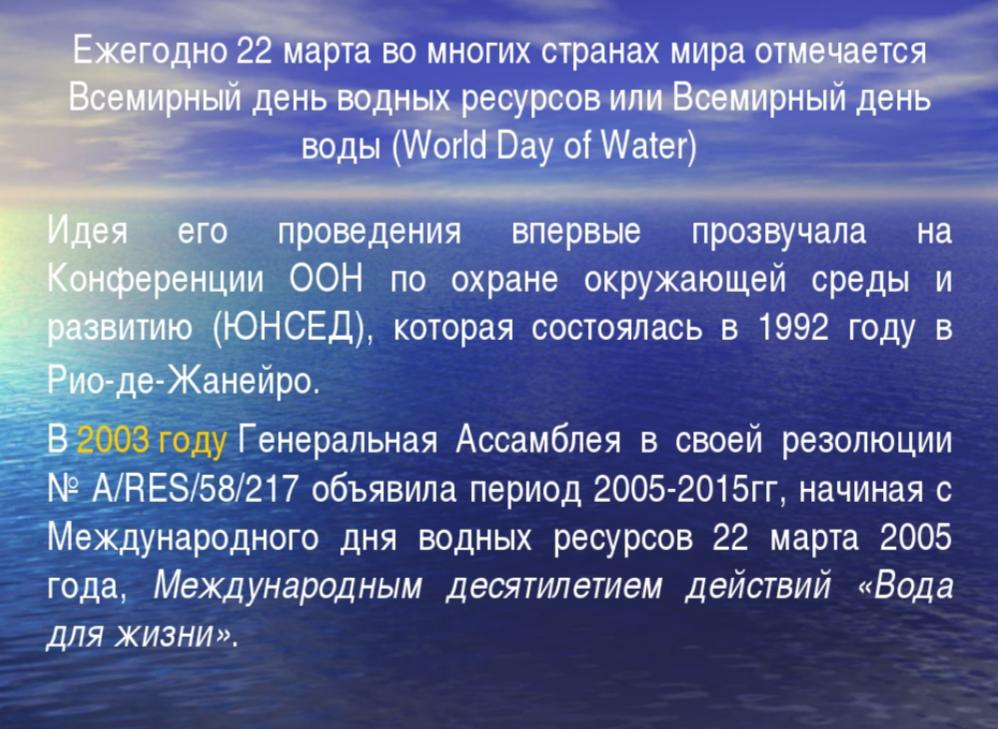 Ежегодно 22 марта во многих странах мира отмечается
Всемирный день водных ресурсов или Всемирный день
воды (World Day of Water)
Идея его проведения впервые прозвучала на
Конференции ООН по охране окружающей среды и
развитию (ЮНСЕД), которая состоялась в 1992 году в
Рио-де-Жанейро.
В 2003 году Генеральная Ассамблея в своей резолюции
№ A/RES/58/217 объявила период 2005-2015гг, начиная с
Международного дня водных ресурсов 22 марта 2005
года, Международным десятилетием действий «Вода
для жизни».